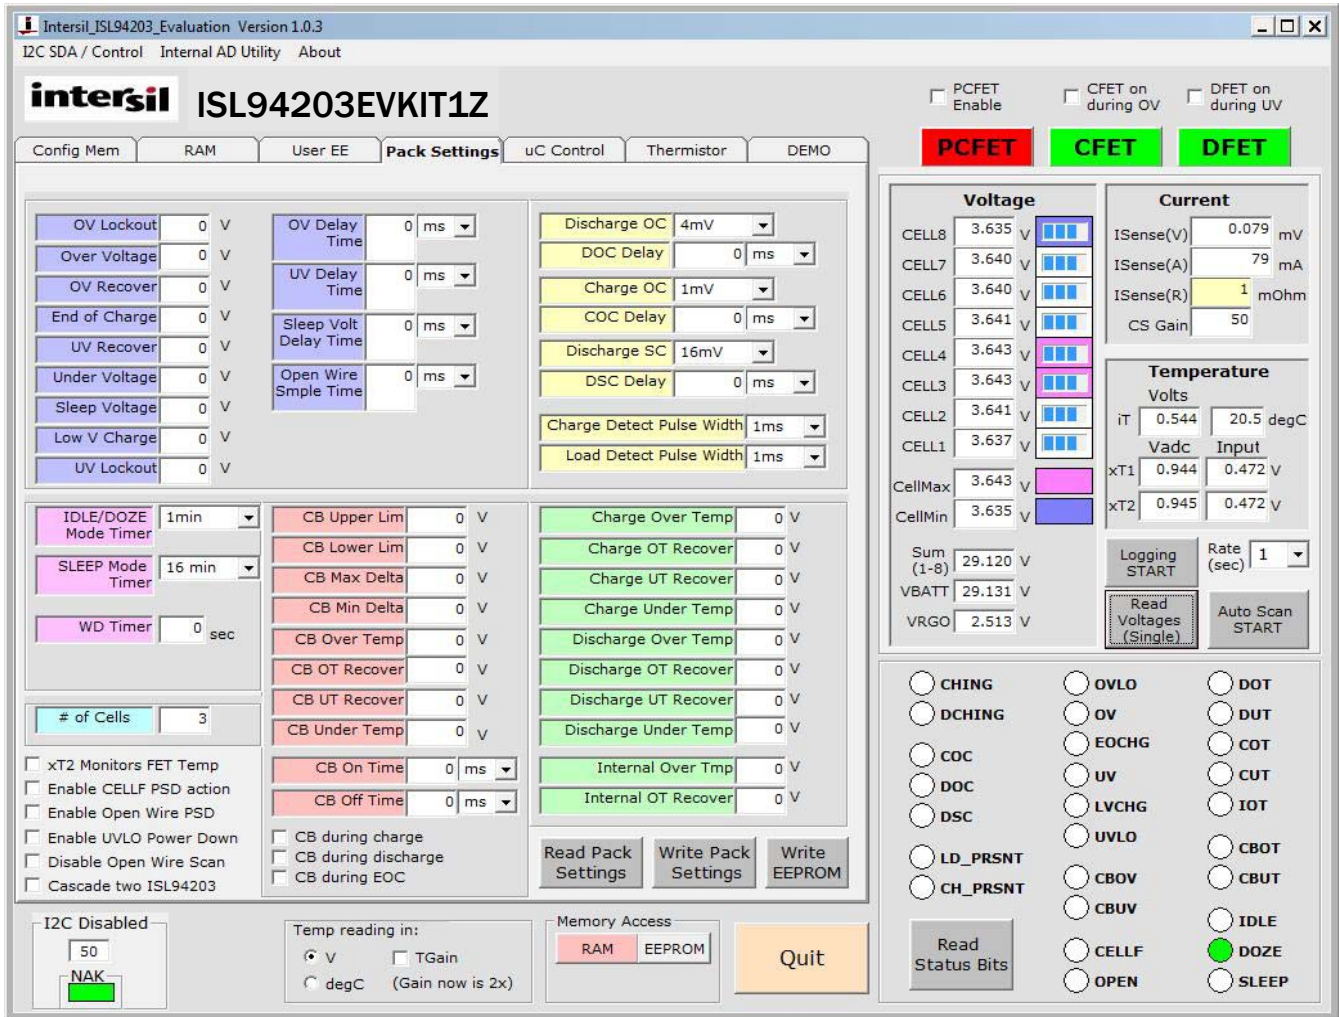 Intersil_ISL94203_Evaluation Version 1.0.3
I2C SDA / Control Internal AD Utility About
intersil ISL94203EVKIT1Z
PCFET Enable
CFET on during OV
DFET on during UV
PCFET CFET DFET
Config Mem RAM User EE Pack Settings uC Control Thermistor DEMO
OV Lockout 0 V
Over Voltage 0 V
OV Recover 0 V
End of Charge 0 V
UV Recover 0 V
Under Voltage 0 V
Sleep Voltage 0 V
Low V Charge 0 V
UV Lockout 0 V
OV Delay Time 0 ms
UV Delay Time 0 ms
Sleep Volt Delay Time 0 ms
Open Wire Smple Time 0 ms
Discharge OC 4mV
DOC Delay 0 ms
Charge OC 1mV
COC Delay 0 ms
Discharge SC 16mV
DSC Delay 0 ms
Charge Detect Pulse Width 1ms
Load Detect Pulse Width 1ms
IDLE/DOZE Mode Timer 1min
SLEEP Mode Timer 16 min
WD Timer 0 sec
# of Cells 3
xT2 Monitors FET Temp
Enable CELLF PSD action
Enable Open Wire PSD
Enable UVLO Power Down
Disable Open Wire Scan
Cascade two ISL94203
CB Upper Lim 0 V
CB Lower Lim 0 V
CB Max Delta 0 V
CB Min Delta 0 V
CB Over Temp 0 V
CB OT Recover 0 V
CB UT Recover 0 V
CB Under Temp 0 V
CB On Time 0 ms
CB Off Time 0 ms
CB during charge
CB during discharge
CB during EOC
Charge Over Temp 0 V
Charge OT Recover 0 V
Charge UT Recover 0 V
Charge Under Temp 0 V
Discharge Over Temp 0 V
Discharge OT Recover 0 V
Discharge UT Recover 0 V
Discharge Under Temp 0 V
Internal Over Tmp 0 V
Internal OT Recover 0 V
Read Pack Settings
Write Pack Settings
Write EEPROM
Voltage
CELL8 3.635 V
CELL7 3.640 V
CELL6 3.640 V
CELL5 3.641 V
CELL4 3.643 V
CELL3 3.643 V
CELL2 3.641 V
CELL1 3.637 V
CellMax 3.643 V
CellMin 3.635 V
Sum (1-8) 29.120 V
VBATT 29.131 V
VRGO 2.513 V
Current
ISense(V) 0.079 mV
ISense(A) 79 mA
ISense(R) 1 mOhm
CS Gain 50
Temperature
Volts
iT 0.544 20.5 degC
Vadc Input
xT1 0.944 0.472 V
xT2 0.945 0.472 V
Logging START
Rate (sec) 1
Read Voltages (Single)
Auto Scan START
CHING
DCHING
COC
DOC
DSC
LD_PRSNT
CH_PRSNT
Read Status Bits
OVLO
OV
EOCHG
UV
LVCHG
UVLO
CBOV
CBUV
CELLF
OPEN
DOT
DUT
COT
CUT
IOT
CBOT
CBUT
IDLE
DOZE
SLEEP
I2C Disabled
50
NAK
Temp reading in:
V TGain
degC (Gain now is 2x)
Memory Access
RAM EEPROM
Quit